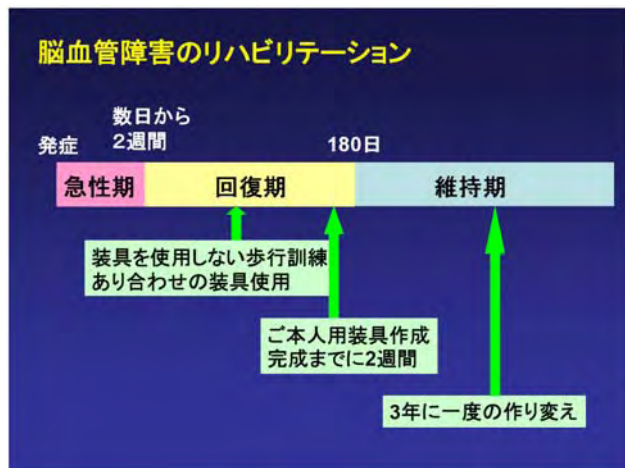 脳血管障害のリハビリテーション
数日から
2週間
発症
180日
急性期
回復期
維持期
装具を使用しない歩行訓練
あり合わせの装具使用
ご本人用装具作成
完成までに2週間
3年に一度の作り変え